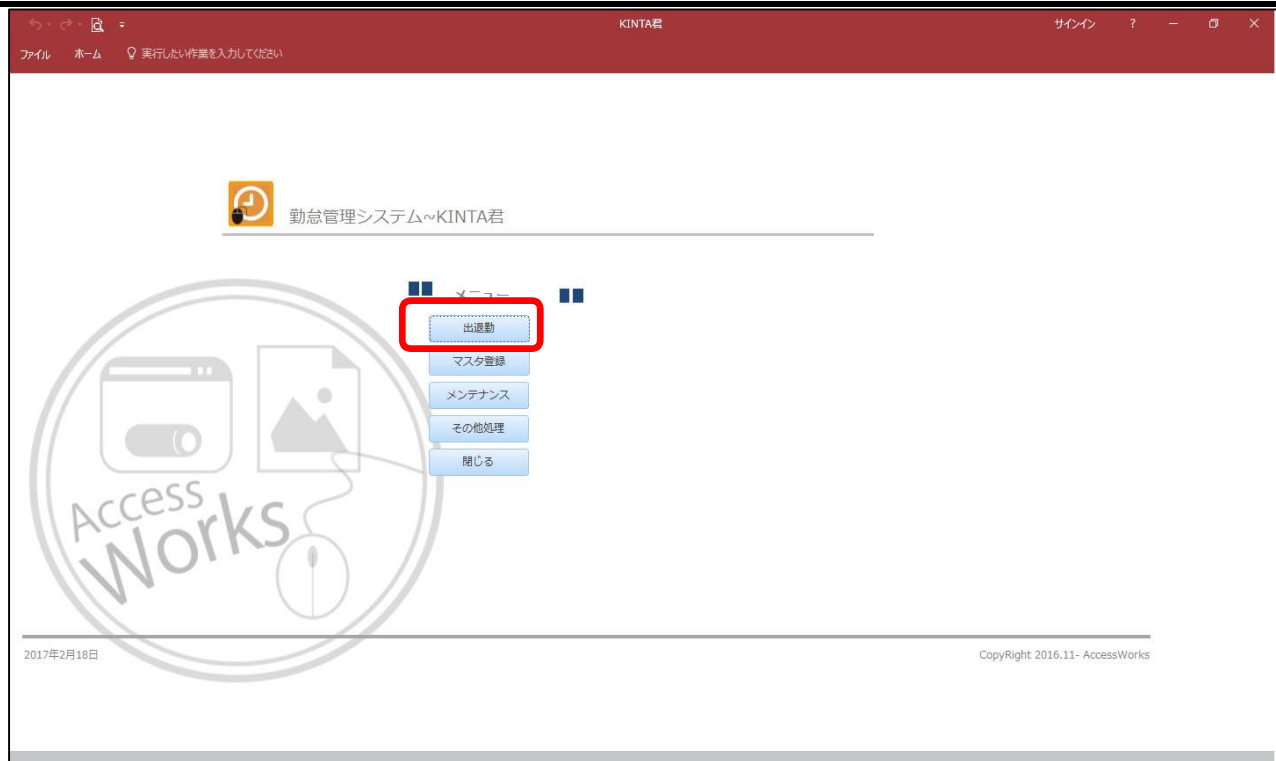 KINTA君
サインイン ?
ファイル ホーム 実行したい作業を入力してください
勤怠管理システム~KINTA君
メニュー
出退勤
マスタ登録
メンテナンス
その他処理
閉じる
Access
Works
2017年2月18日
CopyRight 2016.11- AccessWorks